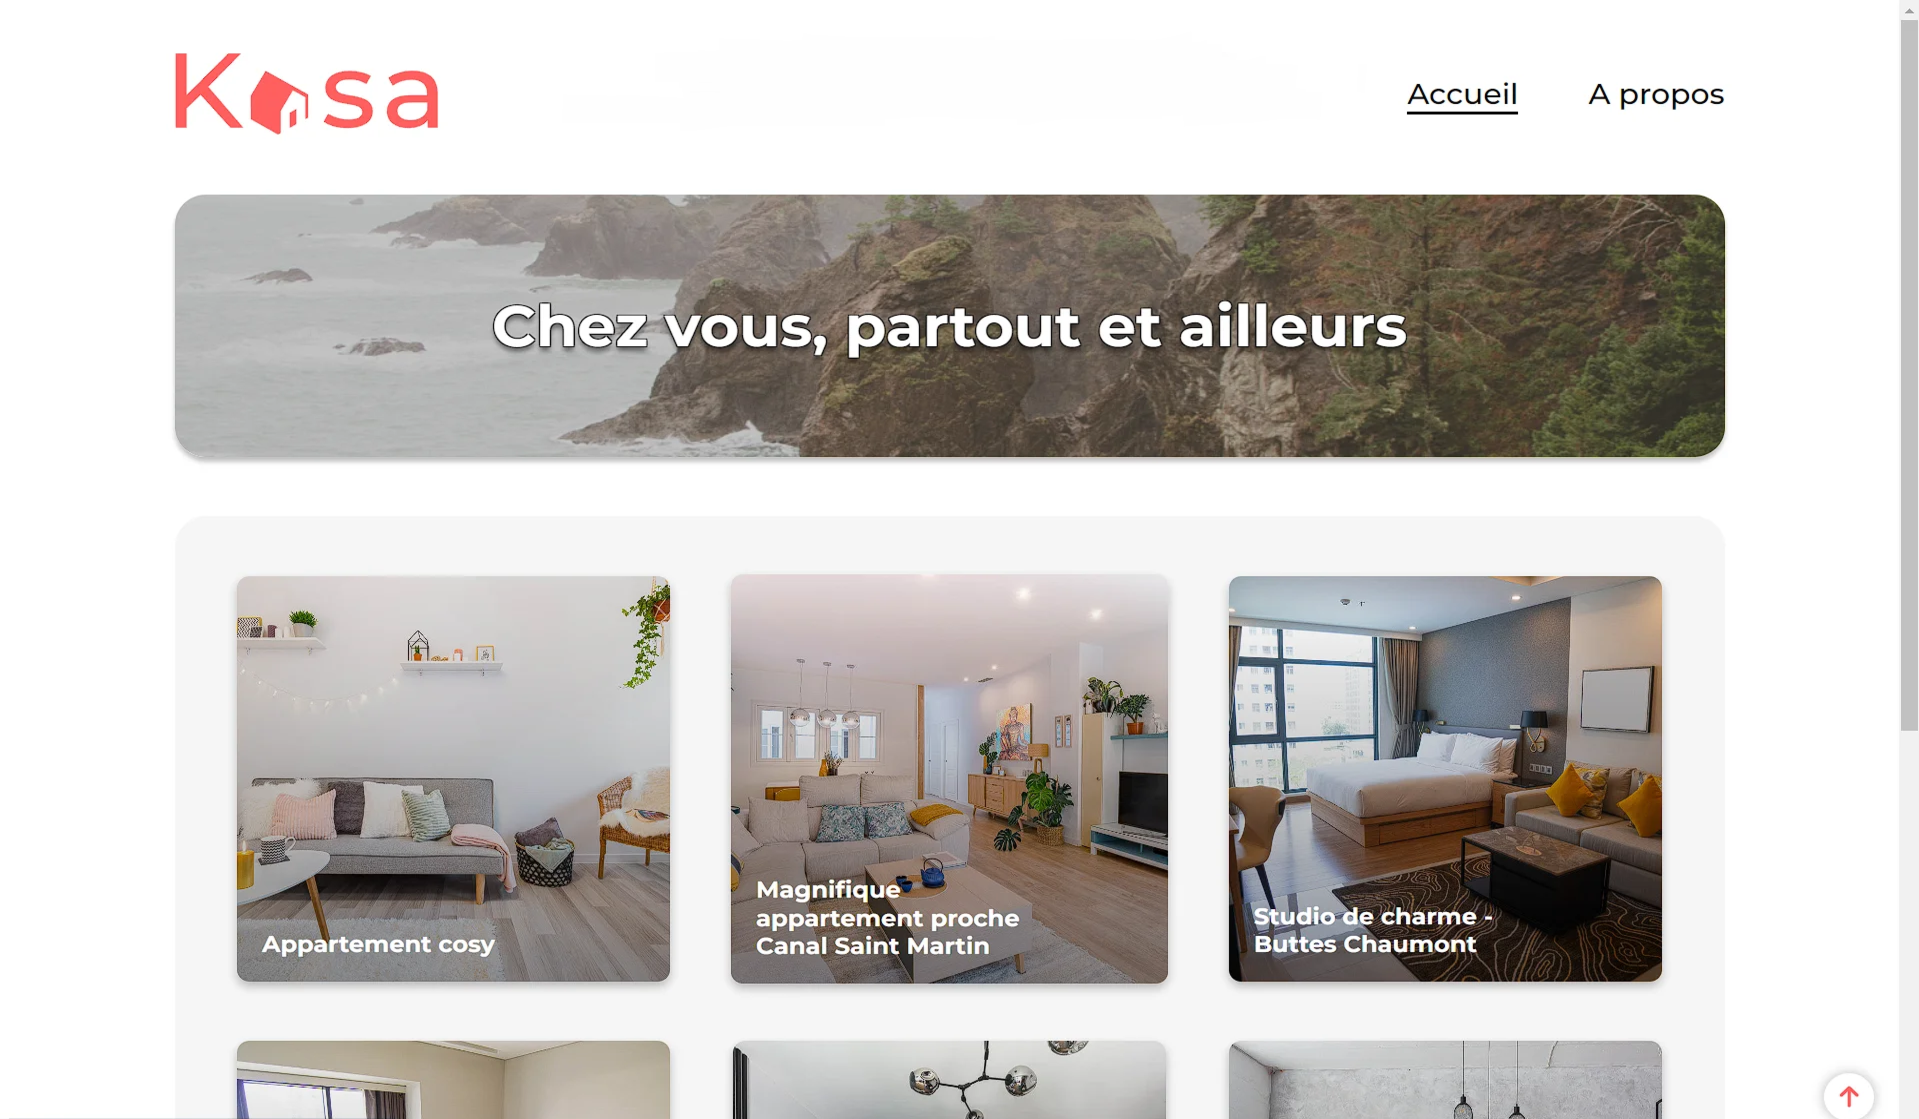 Kasa
Accueil
A propos
Chez vous, partout et ailleurs
Appartement cosy
Magnifique
appartement proche
Canal Saint Martin
Studio de charme -
Buttes Chaumont